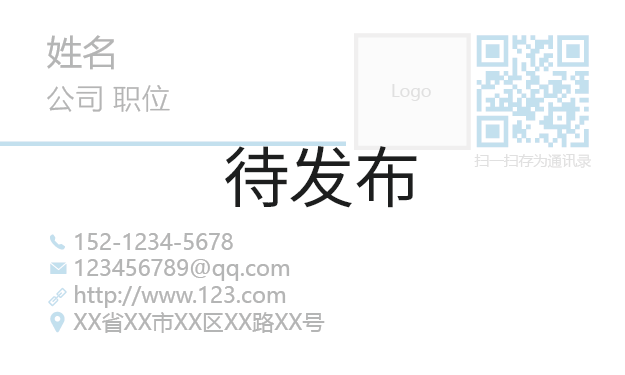 姓名
公司 职位
Logo
扫一扫存为通讯录
待发布
152-1234-5678
123456789@qq.com
http://www.123.com
XX省XX市XX区XX路XX号